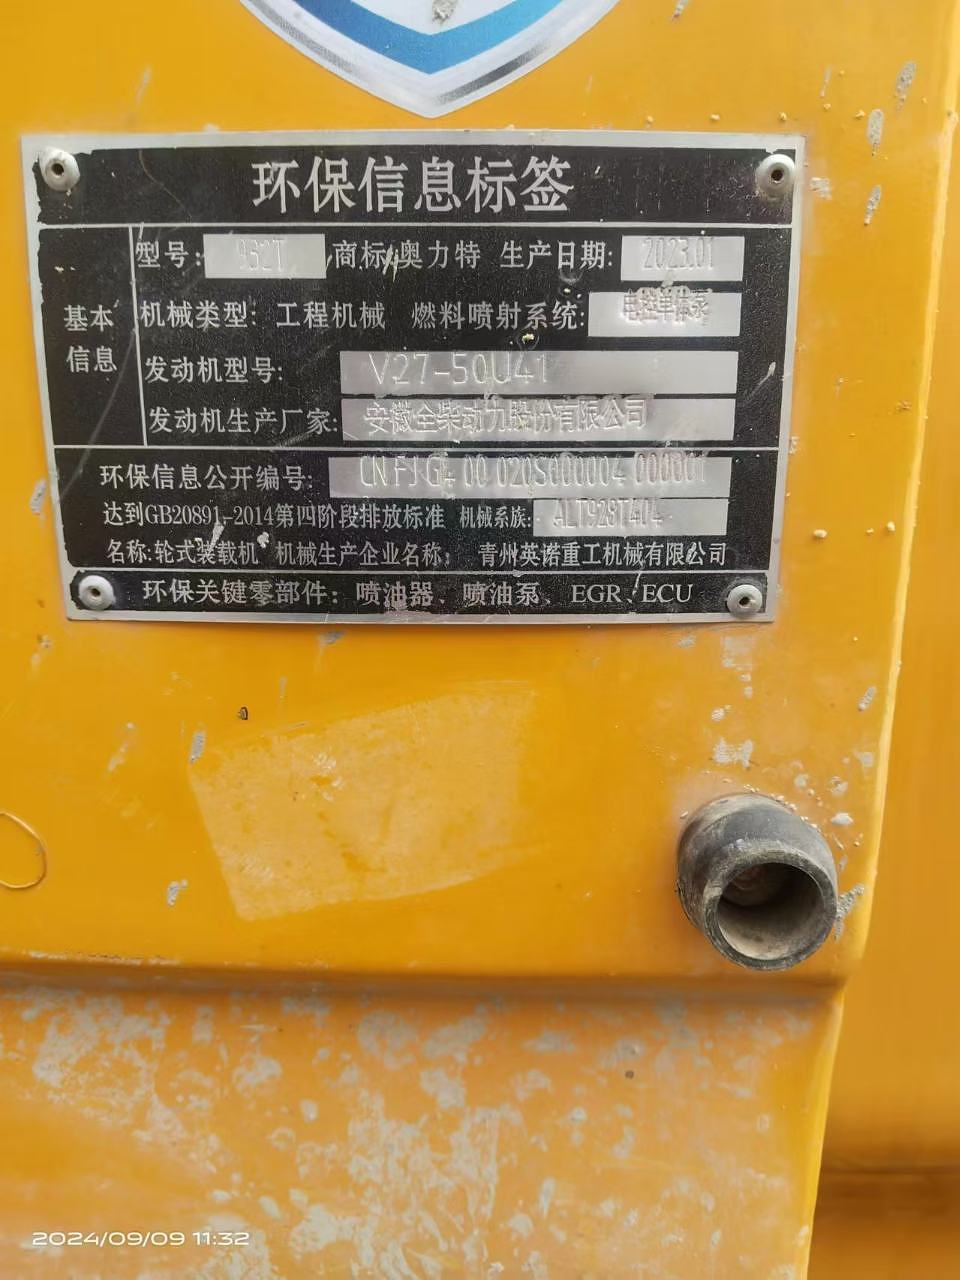 环保信息标签
型号: 932T 商标:奥力特 生产日期: 2023.01
基本信息
机械类型: 工程机械 燃料喷射系统: 电控单体泵
发动机型号: V27-50U41
发动机生产厂家: 安徽全柴动力股份有限公司
环保信息公开编号: CN FJ G4 00 020S000004 000001
达到GB20891-2014第四阶段排放标准 机械系族: ALT928T404
名称:轮式装载机 机械生产企业名称: 青州英诺重工机械有限公司
环保关键零部件: 喷油器、喷油泵、EGR、ECU
2024/09/09 11:32